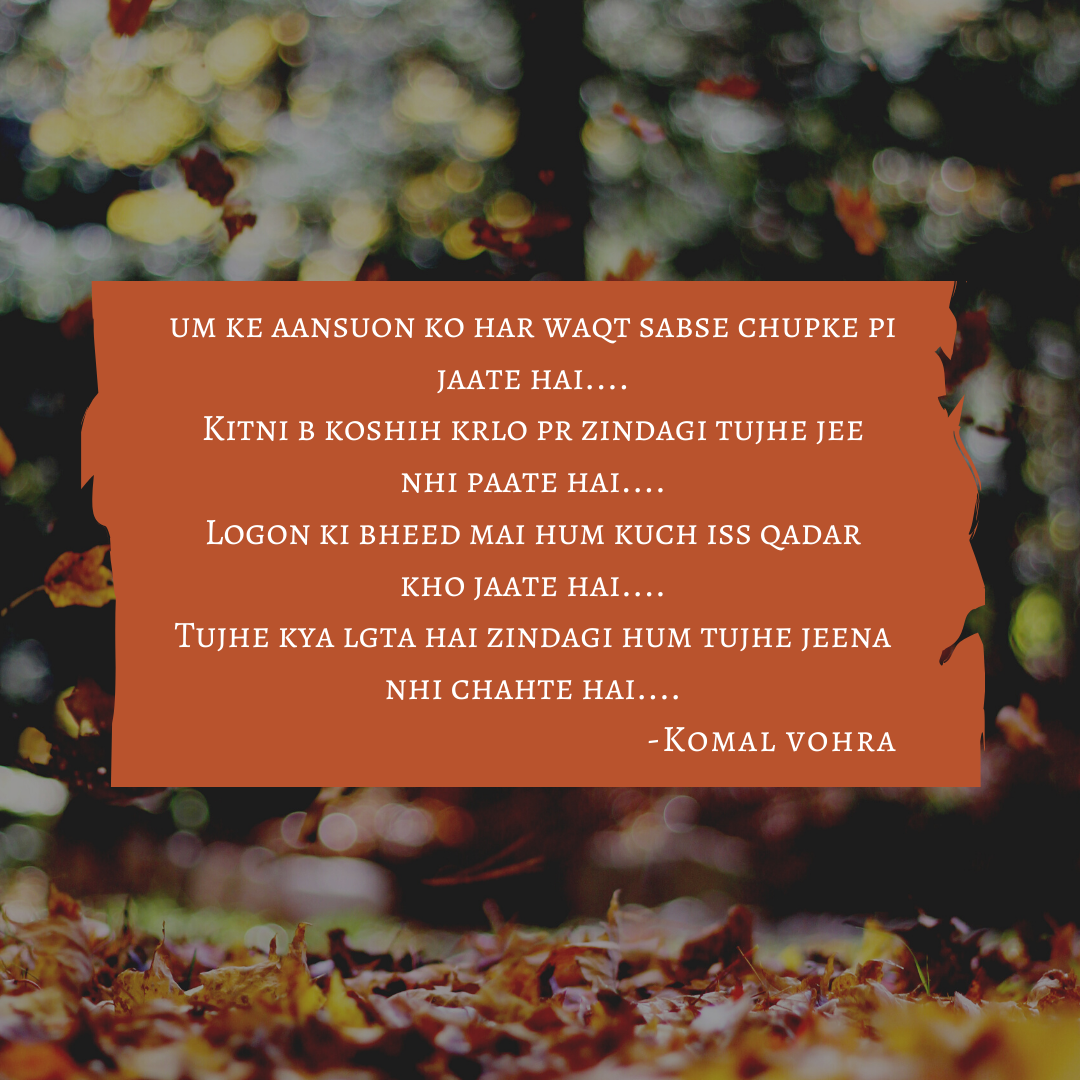 um ke aansuon ko har waqt sabse chupke pi
jaate hai....
Kitni b koshih krlo pr zindagi tujhe jee
nhi paate hai....
Logon ki bheed mai hum kuch iss qadar
kho jaate hai....
Tujhe kya lgta hai zindagi hum tujhe jeena
nhi chahte hai....
-Komal vohra